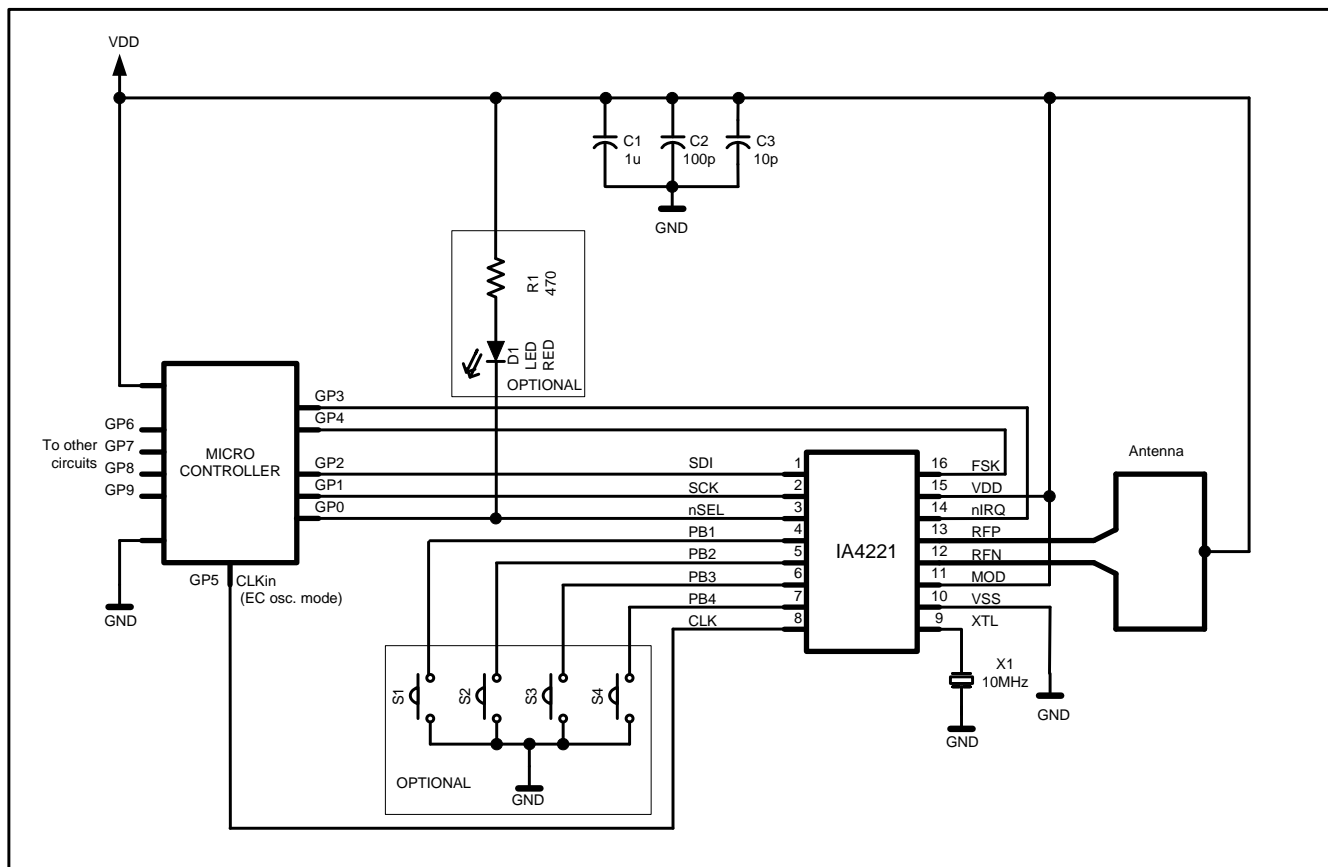 VDD
C1
1u
C2
100p
C3
10p
GND
R1
470
D1
LED
RED
OPTIONAL
GP3
GP4
GP6
To other
circuits
GP7
GP8
GP9
MICRO
CONTROLLER
GP2
GP1
GP0
GP5
CLKin
(EC osc. mode)
GND
SDI
SCK
nSEL
PB1
PB2
PB3
PB4
CLK
1
2
3
4
5
6
7
8
IA4221
16
15
14
13
12
11
10
9
FSK
VDD
nIRQ
RFP
RFN
MOD
VSS
XTL
Antenna
X1
10MHz
GND
GND
S1
S2
S3
S4
OPTIONAL
GND